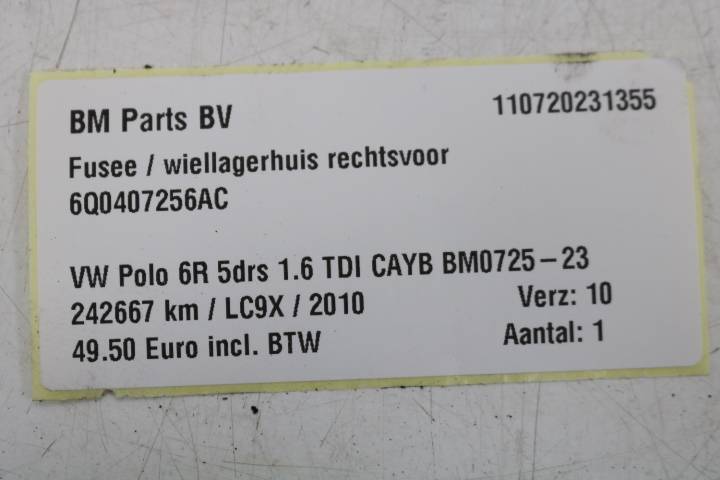 BM Parts BV 110720231355
Fusee / wiellagerhuis rechtsvoor
6Q0407256AC
VW Polo 6R 5drs 1.6 TDI CAYB BM0725-23
242667 km / LC9X / 2010 Verz: 10
49.50 Euro incl. BTW Aantal: 1